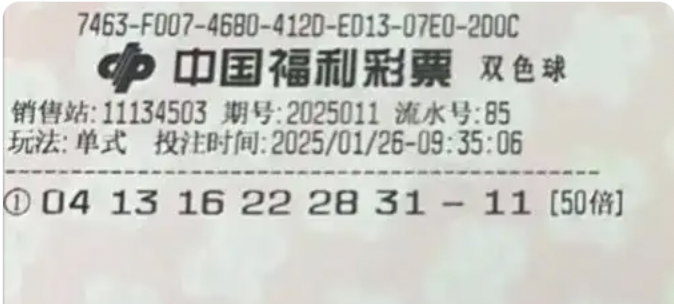 7463-F007-4680-412D-ED13-07E0-2D0C
中国福利彩票 双色球
销售站:11134503 期号:2025011 流水号:85
玩法:单式 投注时间:2025/01/26-09:35:06
① 04 13 16 22 28 31 - 11 [50倍]